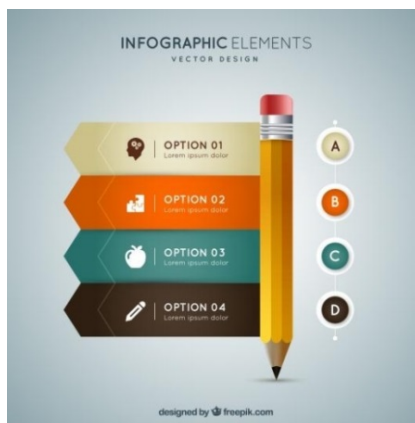 INFOGRAPHIC ELEMENTS
VECTOR DESIGN
OPTION 01
Lorem ipsum dolor
A
OPTION 02
Lorem ipsum dolor
B
OPTION 03
Lorem ipsum dolor
C
OPTION 04
Lorem ipsum dolor
D
designed by freepik.com